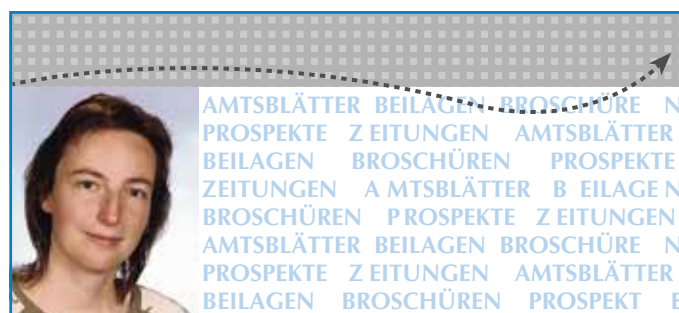 AMTSBLÄTTER BEILAGEN BROSCHÜRE N
PROSPEKTE Z EITUNGEN AMTSBLÄTTER
BEILAGEN BROSCHÜREN PROSPEKTE
ZEITUNGEN A MTSBLÄTTER B EILAGE N
BROSCHÜREN P ROSPEKTE Z EITUNGEN
AMTSBLÄTTER BEILAGEN BROSCHÜRE N
PROSPEKTE Z EITUNGEN AMTSBLÄTTER
BEILAGEN BROSCHÜREN PROSPEKT E